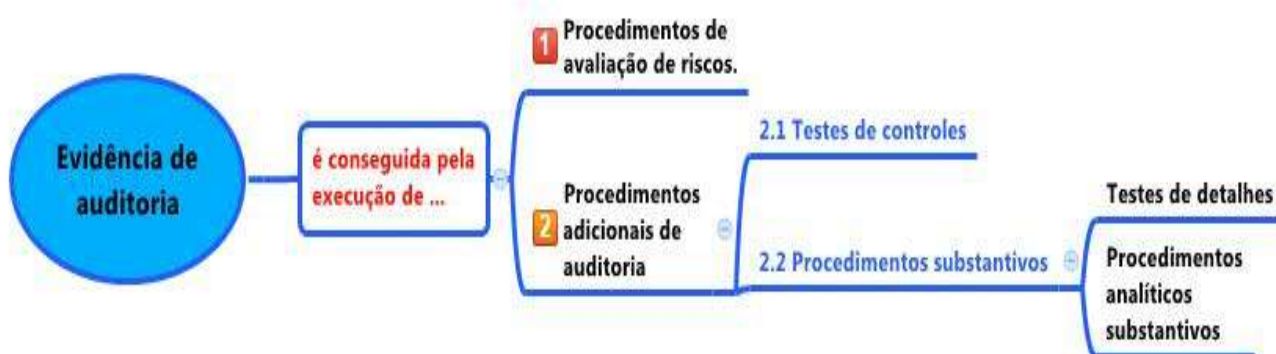 Evidência de
auditoria
é conseguida pela
execução de ...
1
Procedimentos de
avaliação de riscos.
2
Procedimentos
adicionais de
auditoria
2.1 Testes de controles
2.2 Procedimentos substantivos
Testes de detalhes
Procedimentos
analíticos
substantivos